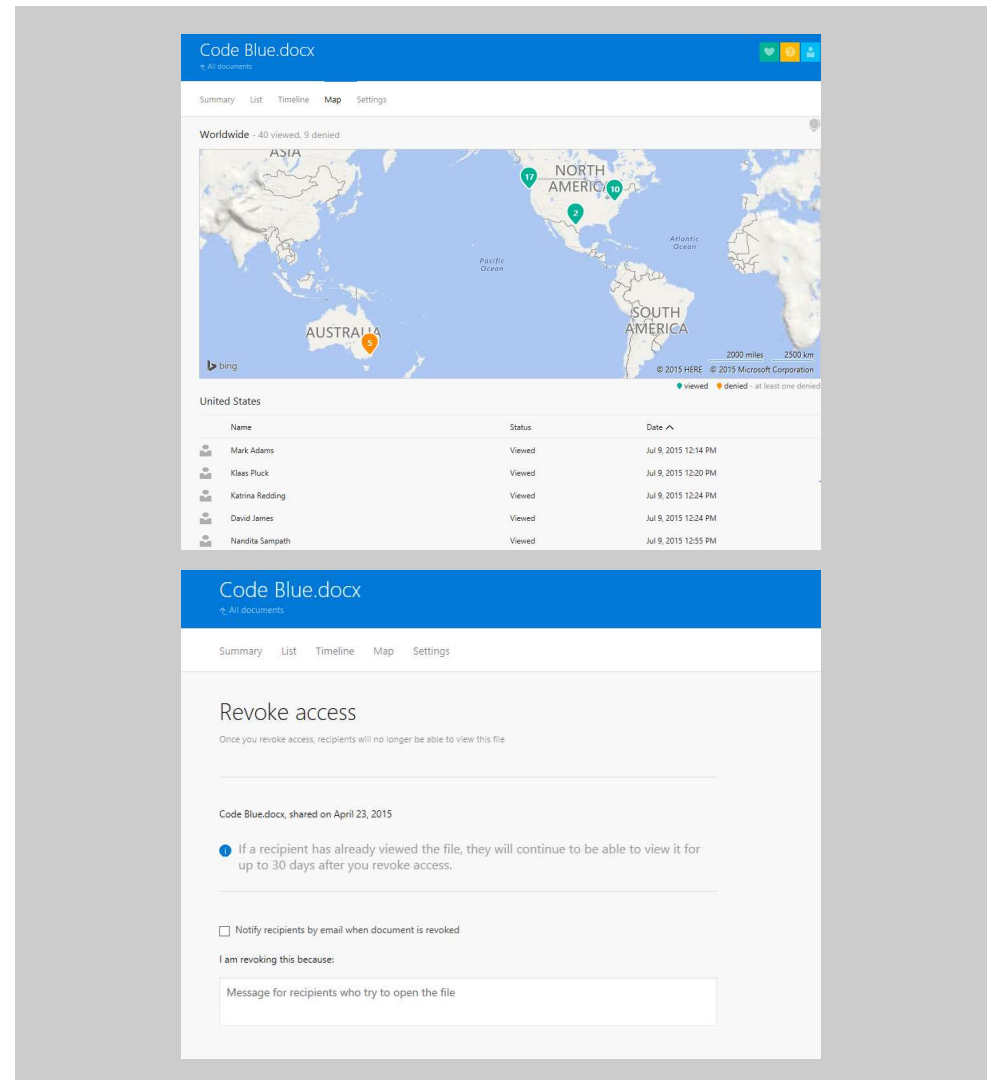 Code Blue.docx
All documents
Summary List Timeline Map Settings
Worldwide - 40 viewed, 9 denied
ASIA
NORTH
AMERICA
17
10
2
Atlantic
Ocean
Pacific
Ocean
SOUTH
AMERICA
AUSTRALIA
5
2000 miles 2500 km
bing
© 2015 HERE © 2015 Microsoft Corporation
viewed denied - at least one denied
United States
Name Status Date
Mark Adams Viewed Jul 9, 2015 12:14 PM
Klaas Pluck Viewed Jul 9, 2015 12:20 PM
Katrina Redding Viewed Jul 9, 2015 12:24 PM
David James Viewed Jul 9, 2015 12:24 PM
Nandita Sampath Viewed Jul 9, 2015 12:55 PM
Code Blue.docx
All documents
Summary List Timeline Map Settings
Revoke access
Once you revoke access, recipients will no longer be able to view this file
Code Blue.docx, shared on April 23, 2015
If a recipient has already viewed the file, they will continue to be able to view it for
up to 30 days after you revoke access.
Notify recipients by email when document is revoked
I am revoking this because:
Message for recipients who try to open the file